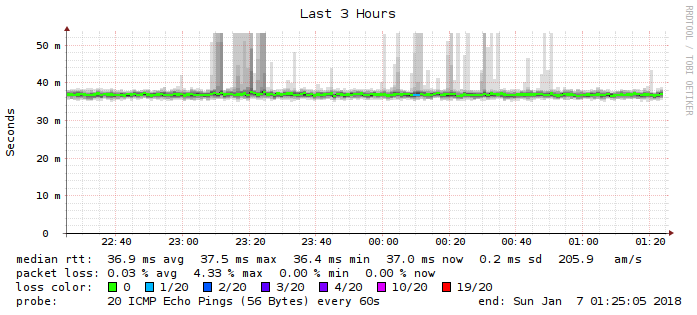 Last 3 Hours
RRDTOOL / TOBI OETIKER
Seconds
50 m
40 m
30 m
20 m
10 m
0
22:40 23:00 23:20 23:40 00:00 00:20 00:40 01:00 01:20
median rtt: 36.9 ms avg 37.5 ms max 36.4 ms min 37.0 ms now 0.2 ms sd 205.9 am/s
packet loss: 0.03 % avg 4.33 % max 0.00 % min 0.00 % now
loss color: 0 1/20 2/20 3/20 4/20 10/20 19/20
probe: 20 ICMP Echo Pings (56 Bytes) every 60s end: Sun Jan 7 01:25:05 2018